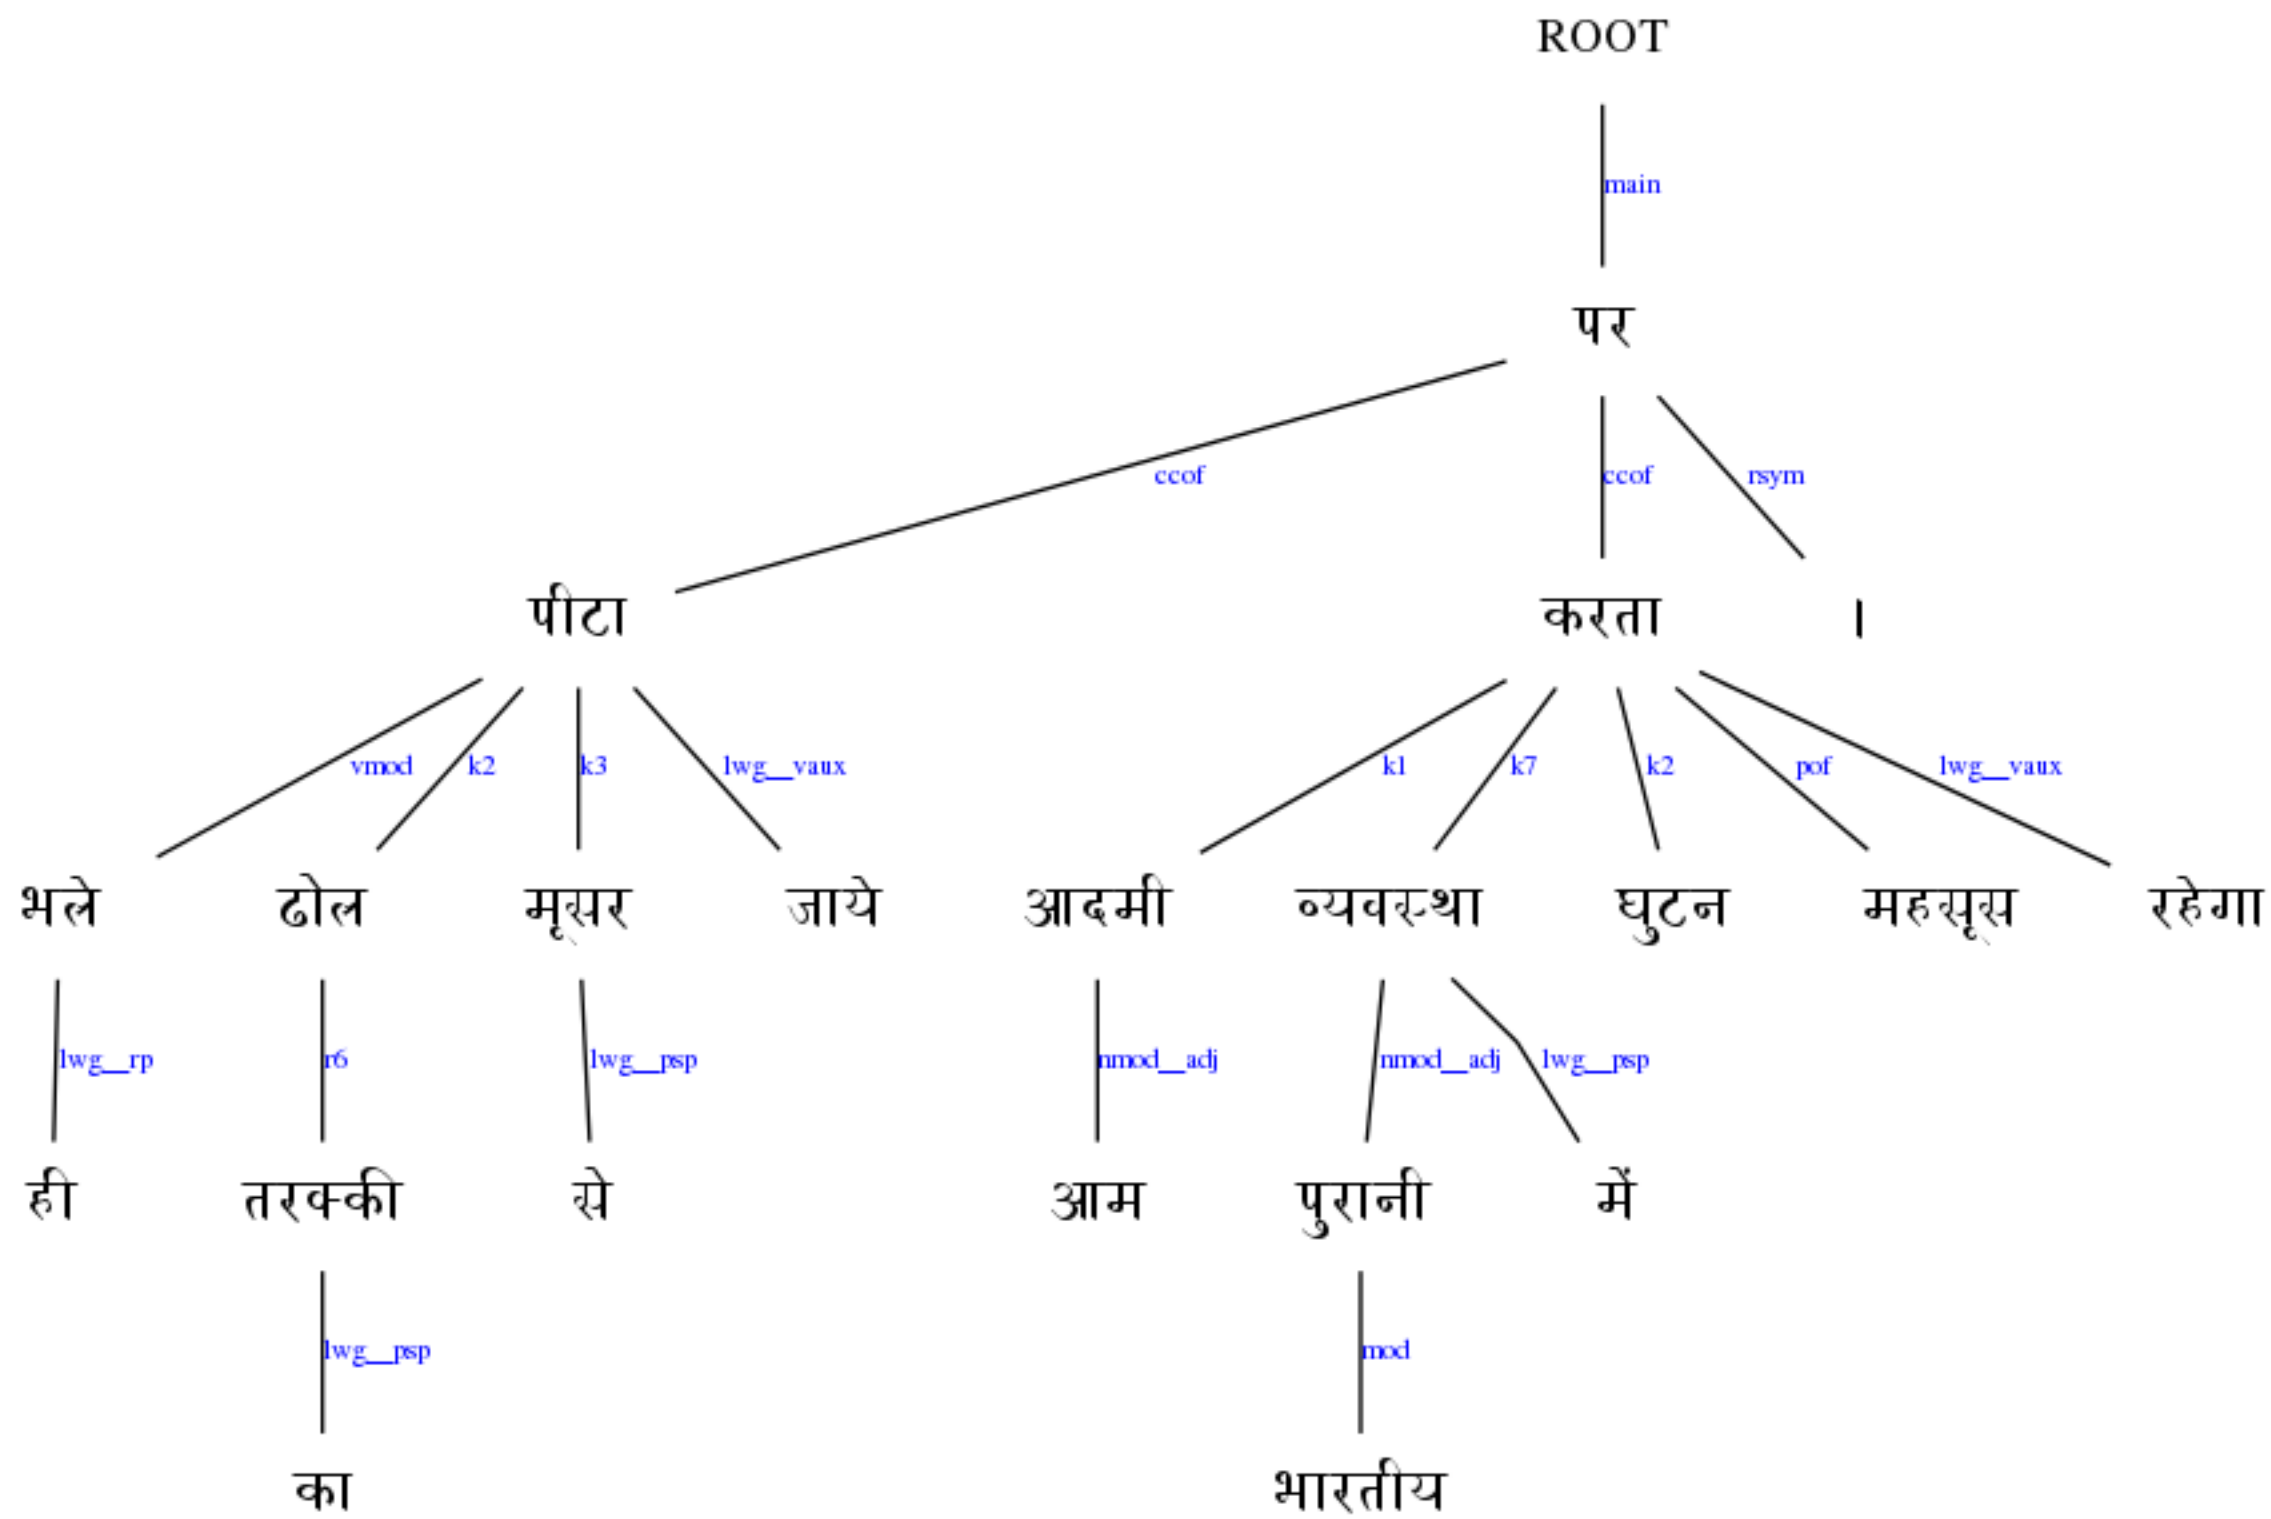 ROOT
main
पर
ccof ccof rsym
पीटा करता ।
vmod k2 k3 lwg__vaux k1 k7 k2 pof lwg__vaux
भले ढोल मूसर जाये आदमी व्यवस्था घुटन महसूस रहेगा
lwg__rp r6 lwg__psp nmod__adj nmod__adj lwg__psp
ही तरक्की से आम पुरानी में
lwg__psp mod
का भारतीय